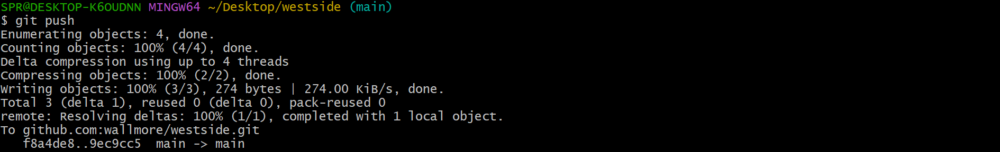 SPR@DESKTOP-K6OUDNN MINGW64 ~/Desktop/westside (main)
$ git push
Enumerating objects: 4, done.
Counting objects: 100% (4/4), done.
Delta compression using up to 4 threads
Compressing objects: 100% (2/2), done.
Writing objects: 100% (3/3), 274 bytes | 274.00 KiB/s, done.
Total 3 (delta 1), reused 0 (delta 0), pack-reused 0
remote: Resolving deltas: 100% (1/1), completed with 1 local object.
To github.com:wallmore/westside.git
   f8a4de8..9ec9cc5  main -> main